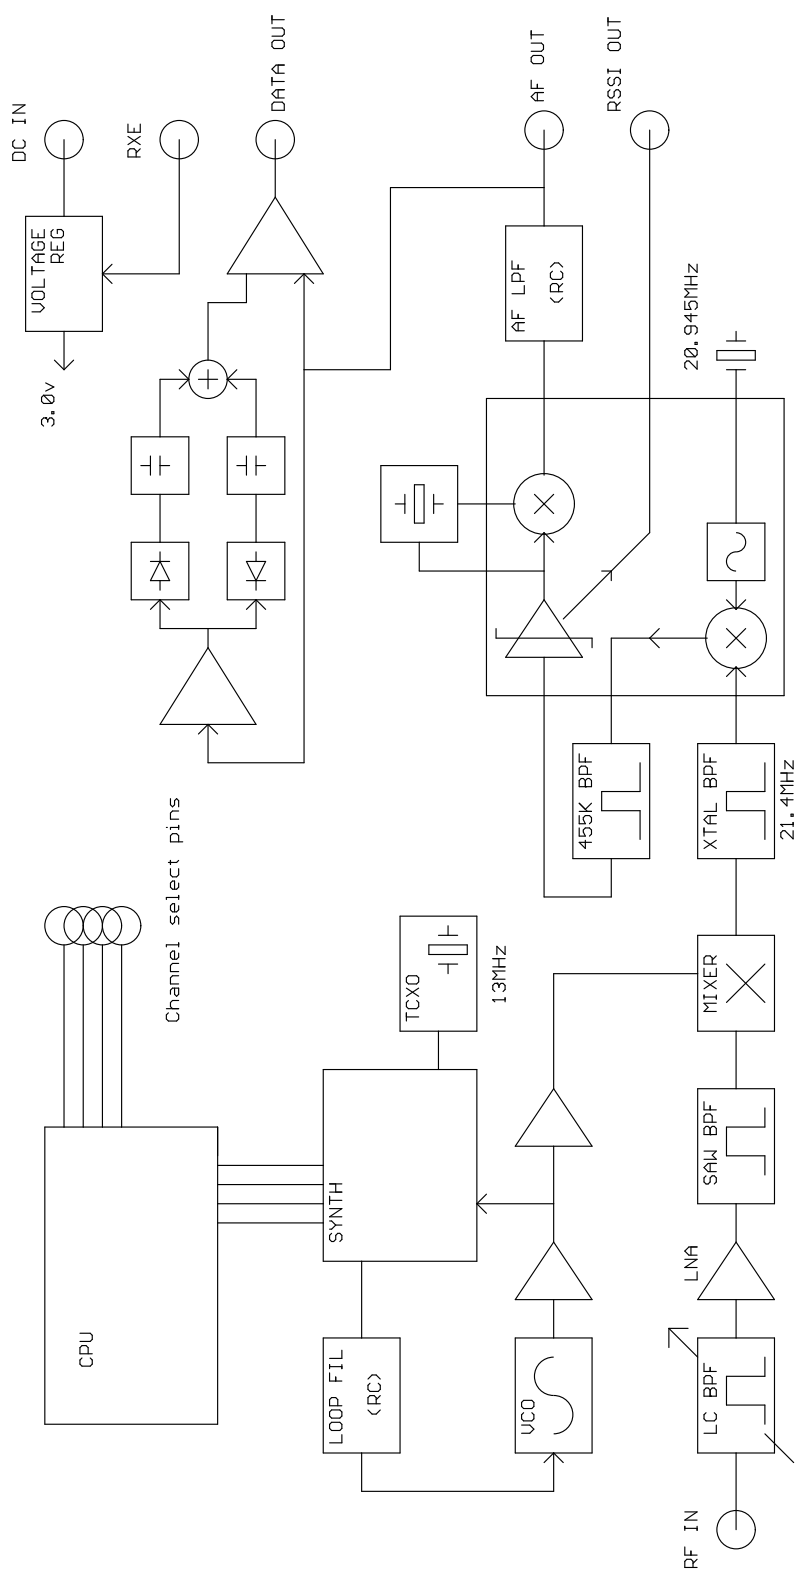 CPU
Channel select pins
DC IN
VOLTAGE
REG
3.0v
RXE
DATA OUT
LOOP FIL
(RC)
SYNTH
TCXO
13MHz
VCO
AF LPF
(RC)
AF OUT
RSSI OUT
455K BPF
20.945MHz
RF IN
LC BPF
LNA
SAW BPF
MIXER
XTAL BPF
21.4MHz